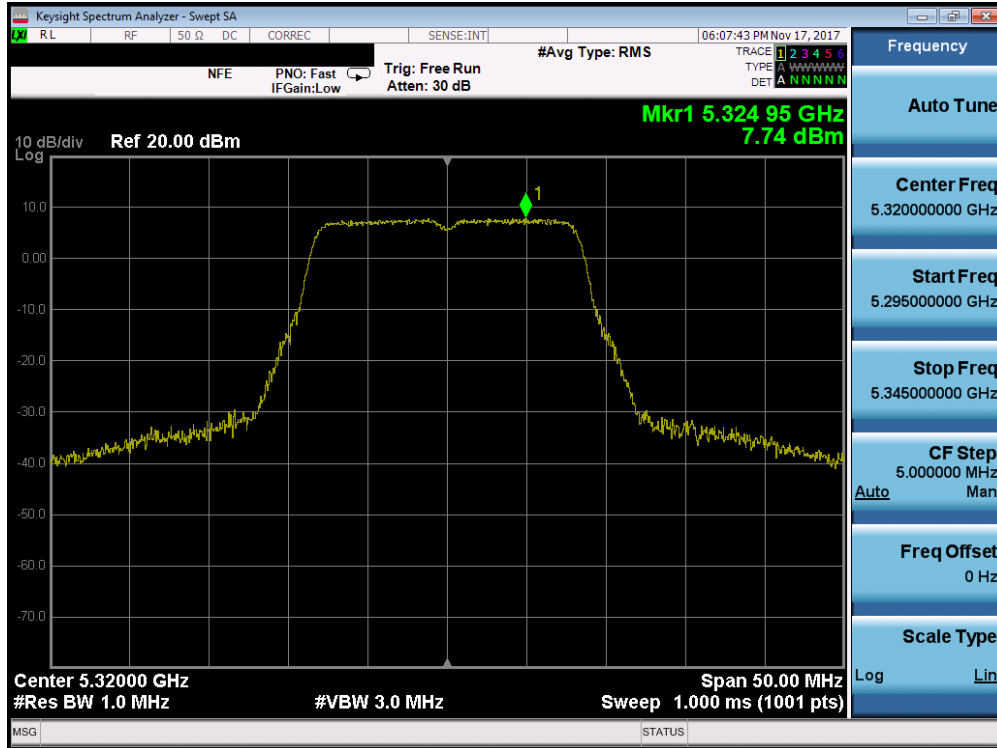 Keysight Spectrum Analyzer - Swept SA
LXI RL RF 50 Ω DC CORREC SENSE:INT 06:07:43 PM Nov 17, 2017
NFE PNO: Fast Trig: Free Run #Avg Type: RMS TRACE 1 2 3 4 5 6
IFGain:Low Atten: 30 dB TYPE A WWWWW
DET A N N N N N
Mkr1 5.324 95 GHz
7.74 dBm
10 dB/div Ref 20.00 dBm
Log
1
10.0
0.00
-10.0
-20.0
-30.0
-40.0
-50.0
-60.0
-70.0
Center 5.32000 GHz Span 50.00 MHz
#Res BW 1.0 MHz #VBW 3.0 MHz Sweep 1.000 ms (1001 pts)
MSG STATUS
Frequency
Auto Tune
Center Freq
5.320000000 GHz
Start Freq
5.295000000 GHz
Stop Freq
5.345000000 GHz
CF Step
5.000000 MHz
Auto Man
Freq Offset
0 Hz
Scale Type
Log Lin